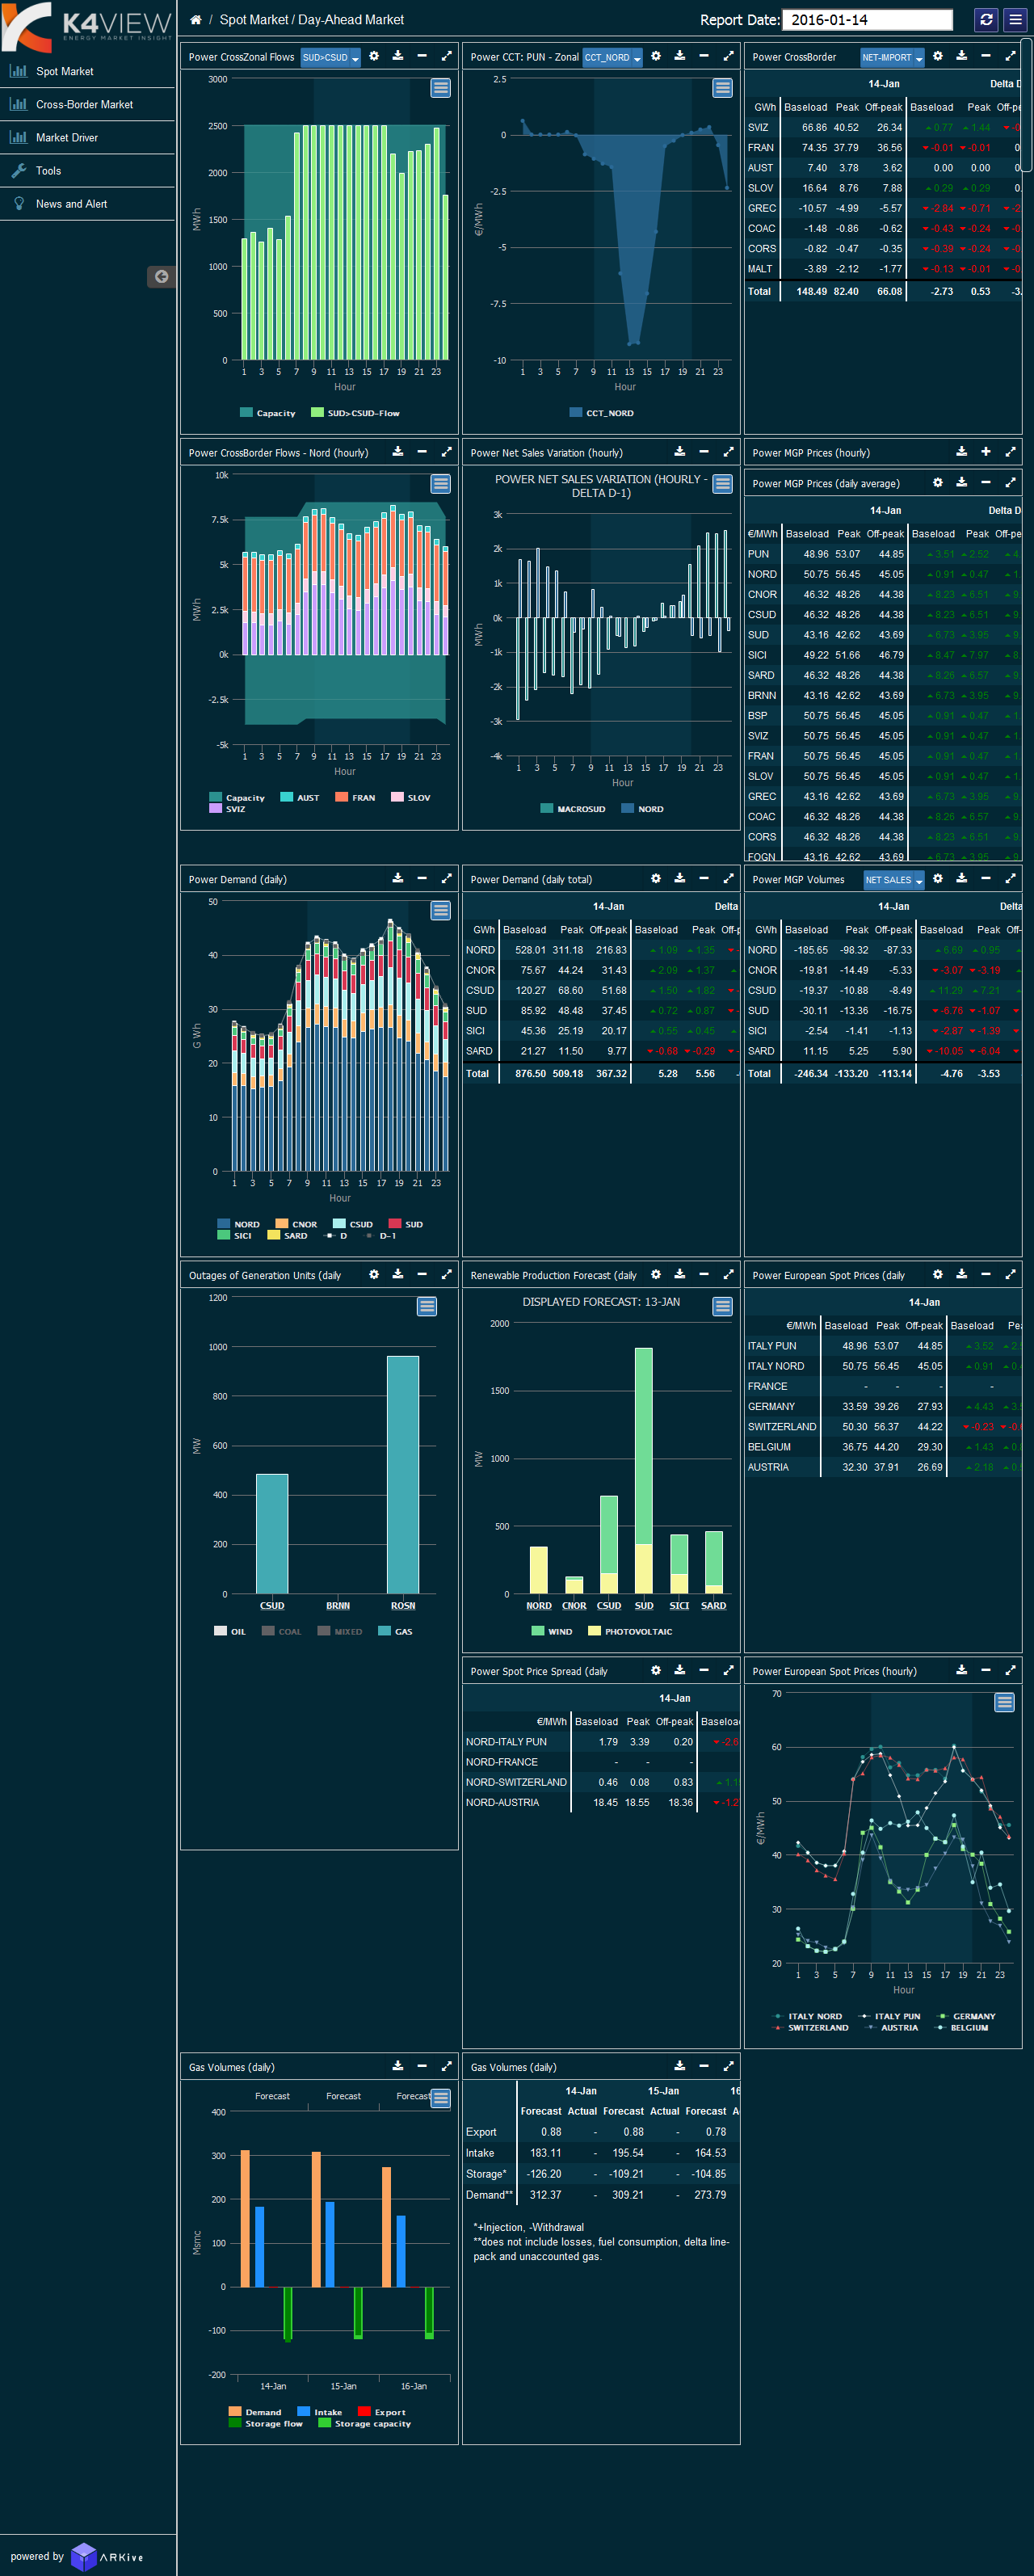 K4VIEW
ENERGY MARKET INSIGHT
/ Spot Market / Day-Ahead Market
Report Date: 2016-01-14
Spot Market
Cross-Border Market
Market Driver
Tools
News and Alert
Power CrossZonal Flows SUD>CSUD
3000
2500
2000
1500
1000
500
0
MWh
1 3 5 7 9 11 13 15 17 19 21 23
Hour
Capacity SUD>CSUD-Flow
Power CCT: PUN - Zonal CCT_NORD
2.5
0
-2.5
-5
-7.5
-10
€/MWh
1 3 5 7 9 11 13 15 17 19 21 23
Hour
CCT_NORD
Power CrossBorder NET-IMPORT
14-Jan Delta D
GWh Baseload Peak Off-peak Baseload Peak Off-p
SVIZ 66.86 40.52 26.34 0.77 1.44 -0
FRAN 74.35 37.79 36.56 -0.01 -0.01 0
AUST 7.40 3.78 3.62 0.00 0.00 0
SLOV 16.64 8.76 7.88 0.29 0.29 0.
GREC -10.57 -4.99 -5.57 -2.84 -0.71 -2
COAC -1.48 -0.86 -0.62 -0.43 -0.24 -0
CORS -0.82 -0.47 -0.35 -0.39 -0.24 -0
MALT -3.89 -2.12 -1.77 -0.13 -0.01 -0
Total 148.49 82.40 66.08 -2.73 0.53 -3.
Power CrossBorder Flows - Nord (hourly)
10k
7.5k
5k
2.5k
0k
-2.5k
-5k
MWh
1 3 5 7 9 11 13 15 17 19 21 23
Hour
Capacity AUST FRAN SLOV
SVIZ
Power Net Sales Variation (hourly)
POWER NET SALES VARIATION (HOURLY -
DELTA D-1)
3k
2k
1k
0k
-1k
-2k
-3k
-4k
MWh
1 3 5 7 9 11 13 15 17 19 21 23
Hour
MACROSUD NORD
Power MGP Prices (hourly)
Power MGP Prices (daily average)
14-Jan Delta D
€/MWh Baseload Peak Off-peak Baseload Peak Off-pe
PUN 48.96 53.07 44.85 3.51 2.52 4.
NORD 50.75 56.45 45.05 0.91 0.47 1.
CNOR 46.32 48.26 44.38 8.23 6.51 9.
CSUD 46.32 48.26 44.38 8.23 6.51 9.
SUD 43.16 42.62 43.69 6.73 3.95 9.
SICI 49.22 51.66 46.79 8.47 7.97 8.
SARD 46.32 48.26 44.38 8.26 6.57 9.
BRNN 43.16 42.62 43.69 6.73 3.95 9.
BSP 50.75 56.45 45.05 0.91 0.47 1.
SVIZ 50.75 56.45 45.05 0.91 0.47 1.
FRAN 50.75 56.45 45.05 0.91 0.47 1.
SLOV 50.75 56.45 45.05 0.91 0.47 1.
GREC 43.16 42.62 43.69 6.73 3.95 9.
COAC 46.32 48.26 44.38 8.26 6.57 9.
CORS 46.32 48.26 44.38 8.23 6.51 9.
FOGN 43.16 42.62 43.69 6.73 3.95 9.
Power Demand (daily)
50
40
30
20
10
0
G Wh
1 3 5 7 9 11 13 15 17 19 21 23
Hour
NORD CNOR CSUD SUD
SICI SARD D D-1
Power Demand (daily total)
14-Jan Delta
GWh Baseload Peak Off-peak Baseload Peak Off-p
NORD 528.01 311.18 216.83 1.09 1.35 -
CNOR 75.67 44.24 31.43 2.09 1.37
CSUD 120.27 68.60 51.68 1.50 1.82 -
SUD 85.92 48.48 37.45 0.72 0.87 -
SICI 45.36 25.19 20.17 0.55 0.45
SARD 21.27 11.50 9.77 -0.68 -0.29 -
Total 876.50 509.18 367.32 5.28 5.56 -
Power MGP Volumes NET SALES
14-Jan Delta
GWh Baseload Peak Off-peak Baseload Peak Off-
NORD -185.65 -98.32 -87.33 6.69 0.95
CNOR -19.81 -14.49 -5.33 -3.07 -3.19
CSUD -19.37 -10.88 -8.49 11.29 7.21
SUD -30.11 -13.36 -16.75 -6.76 -1.07
SICI -2.54 -1.41 -1.13 -2.87 -1.39
SARD 11.15 5.25 5.90 -10.05 -6.04
Total -246.34 -133.20 -113.14 -4.76 -3.53
Outages of Generation Units (daily
1200
1000
800
600
400
200
0
MW
CSUD BRNN ROSN
OIL COAL MIXED GAS
Renewable Production Forecast (daily
DISPLAYED FORECAST: 13-JAN
2000
1500
1000
500
0
MW
NORD CNOR CSUD SUD SICI SARD
WIND PHOTOVOLTAIC
Power European Spot Prices (daily
14-Jan
€/MWh Baseload Peak Off-peak Baseload Pea
ITALY PUN 48.96 53.07 44.85 3.52 2.5
ITALY NORD 50.75 56.45 45.05 0.91 0.4
FRANCE - - - -
GERMANY 33.59 39.26 27.93 4.43 3.9
SWITZERLAND 50.30 56.37 44.22 -0.23 -0.
BELGIUM 36.75 44.20 29.30 1.43 0.8
AUSTRIA 32.30 37.91 26.69 2.18 0.9
Power Spot Price Spread (daily
14-Jan
€/MWh Baseload Peak Off-peak Baseloa
NORD-ITALY PUN 1.79 3.39 0.20 -2.6
NORD-FRANCE - - -
NORD-SWITZERLAND 0.46 0.08 0.83 1.1
NORD-AUSTRIA 18.45 18.55 18.36 -1.2
Power European Spot Prices (hourly)
70
60
50
40
30
20
€/MWh
1 3 5 7 9 11 13 15 17 19 21 23
Hour
ITALY NORD ITALY PUN GERMANY
SWITZERLAND AUSTRIA BELGIUM
Gas Volumes (daily)
Forecast Forecast Forecast
400
300
200
100
0
-100
-200
Msmc
14-Jan 15-Jan 16-Jan
Demand Intake Export
Storage flow Storage capacity
Gas Volumes (daily)
14-Jan 15-Jan 16
Forecast Actual Forecast Actual Forecast A
Export 0.88 - 0.88 - 0.78
Intake 183.11 - 195.54 - 164.53
Storage* -126.20 - -109.21 - -104.85
Demand** 312.37 - 309.21 - 273.79
*+Injection, -Withdrawal
**does not include losses, fuel consumption, delta line-
pack and unaccounted gas.
powered by ARKive